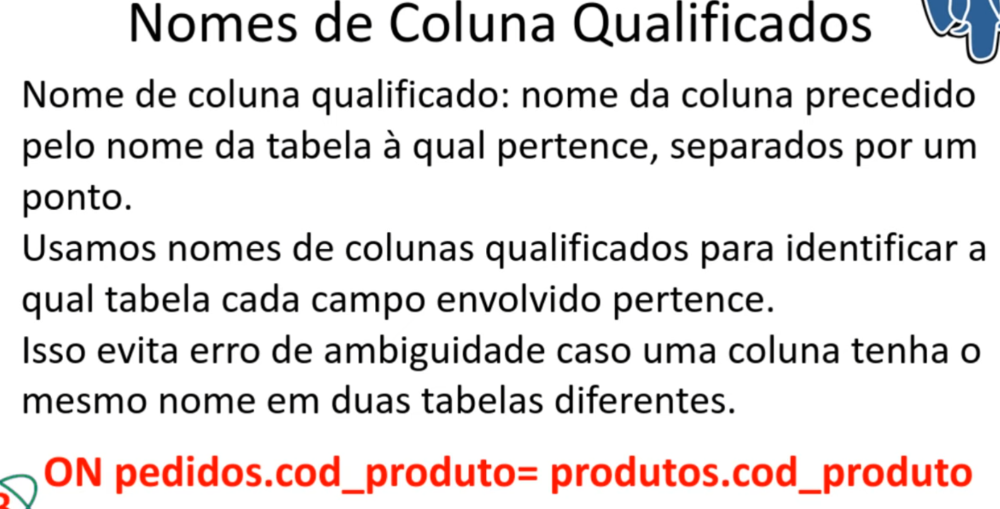 Nomes de Coluna Qualificados
Nome de coluna qualificado: nome da coluna precedido
pelo nome da tabela à qual pertence, separados por um
ponto.
Usamos nomes de colunas qualificados para identificar a
qual tabela cada campo envolvido pertence.
Isso evita erro de ambiguidade caso uma coluna tenha o
mesmo nome em duas tabelas diferentes.
ON pedidos.cod_produto= produtos.cod_produto